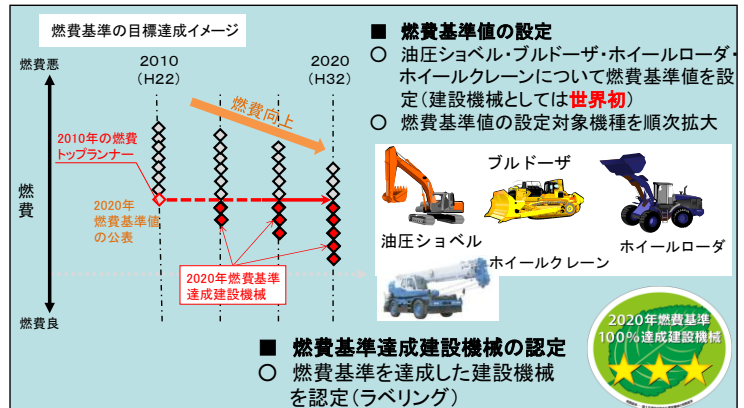 燃費基準の目標達成イメージ
燃費悪
2010
(H22)
2020
(H32)
燃費向上
2010年の燃費
トップランナー
燃費
2020年
燃費基準値
の公表
2020年燃費基準
達成建設機械
燃費良
■ 燃費基準値の設定
○ 油圧ショベル・ブルドーザ・ホイールローダ・
ホイールクレーンについて燃費基準値を設
定(建設機械としては世界初)
○ 燃費基準値の設定対象機種を順次拡大
ブルドーザ
油圧ショベル
ホイールローダ
ホイールクレーン
■ 燃費基準達成建設機械の認定
○ 燃費基準を達成した建設機械
を認定(ラベリング)
2020年燃費基準
100%達成建設機械